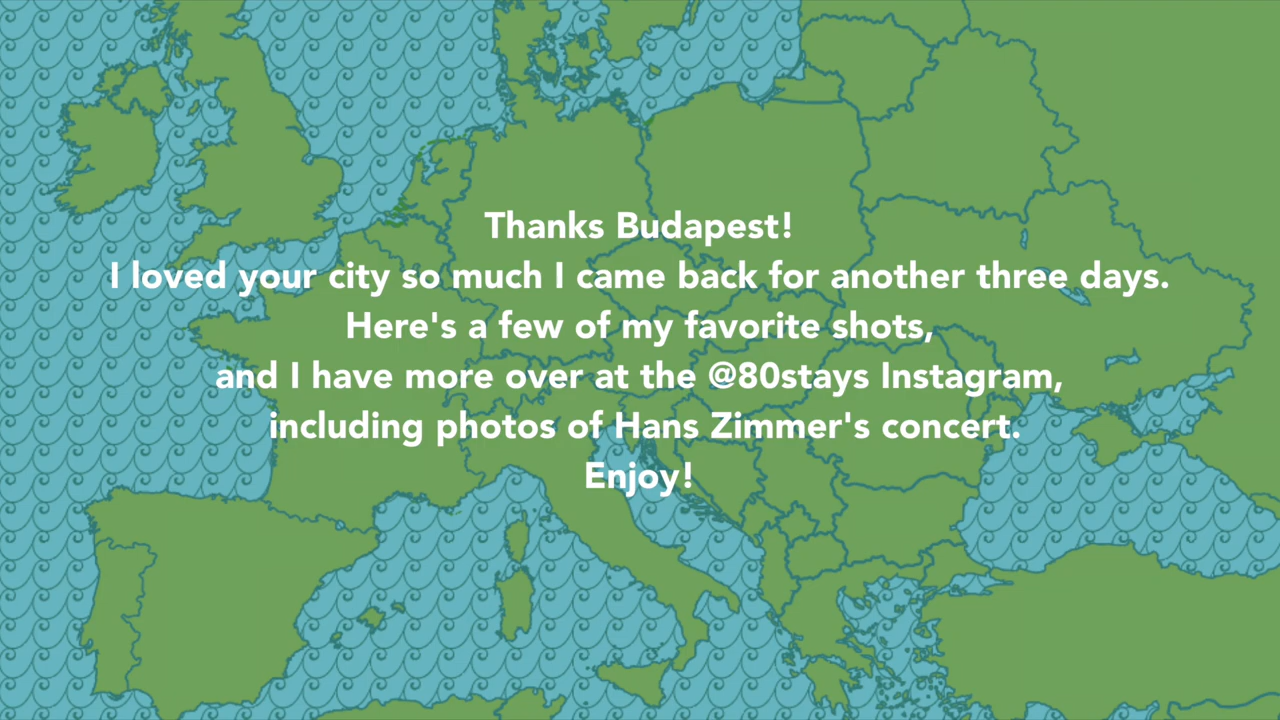 Thanks Budapest!
I loved your city so much I came back for another three days.
Here's a few of my favorite shots,
and I have more over at the @80stays Instagram,
including photos of Hans Zimmer's concert.
Enjoy!